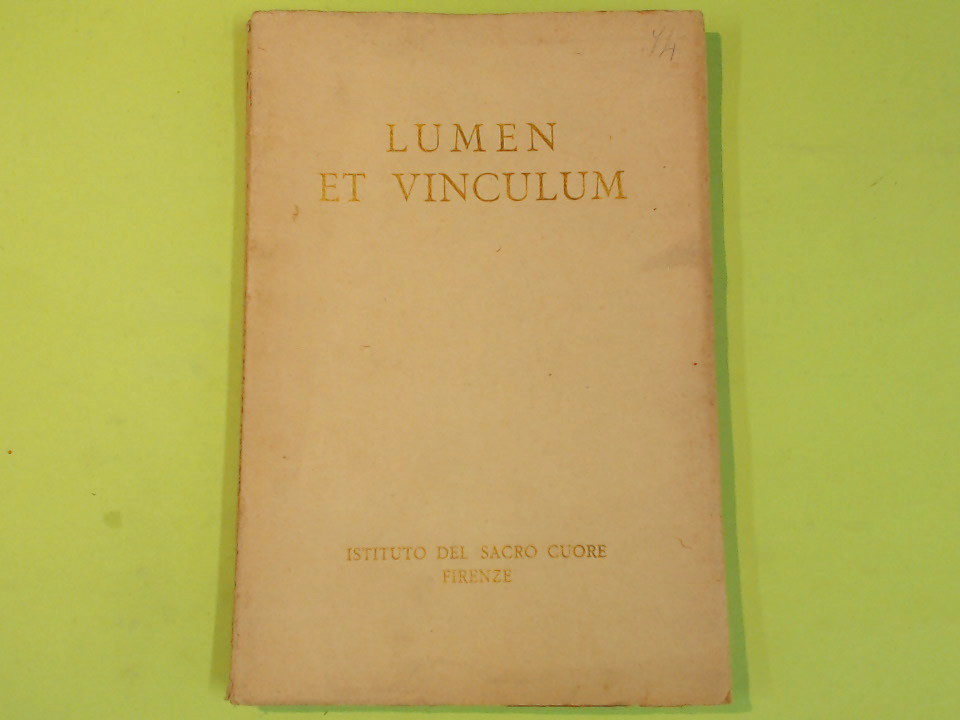 LUMEN
ET VINCULUM
ISTITUTO DEL SACRO CUORE
FIRENZE